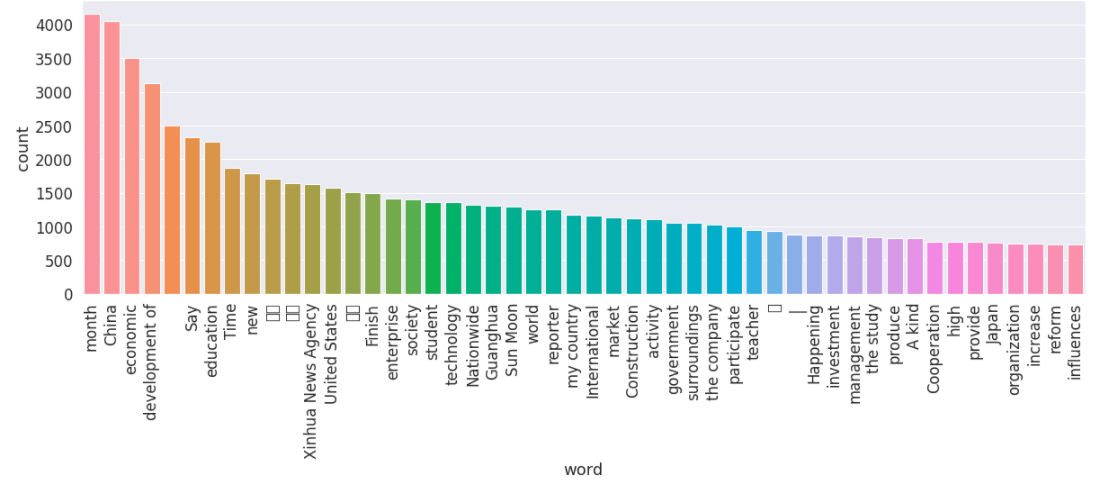 4000
3500
3000
2500
2000
1500
1000
500
0
count
month
China
economic
development of
Say
education
Time
new
Xinhua News Agency
United States
Finish
enterprise
society
student
technology
Nationwide
Guanghua
Sun Moon
world
reporter
my country
International
market
Construction
activity
government
surroundings
the company
participate
teacher
|
Happening
investment
management
the study
produce
A kind
Cooperation
high
provide
Japan
organization
increase
reform
influences
word